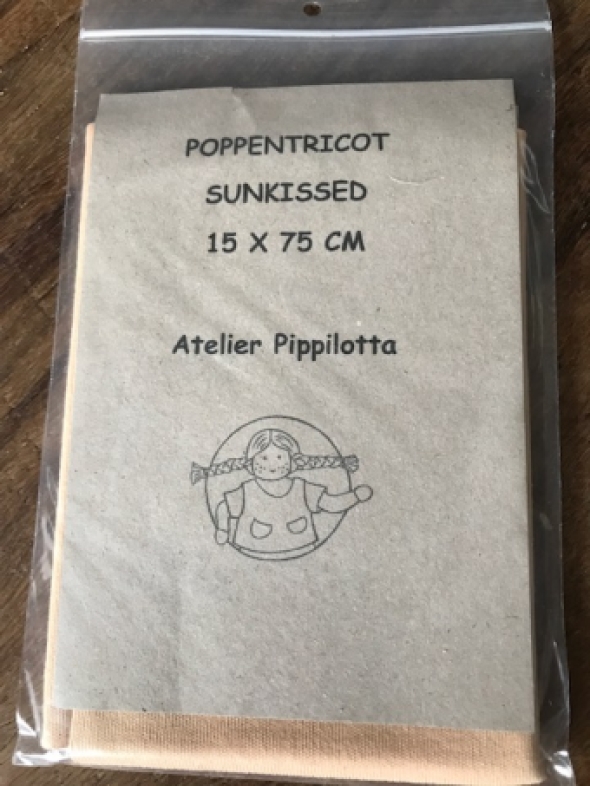 POPPENTRICOT
SUNKISSED
15 X 75 CM
Atelier Pippilotta